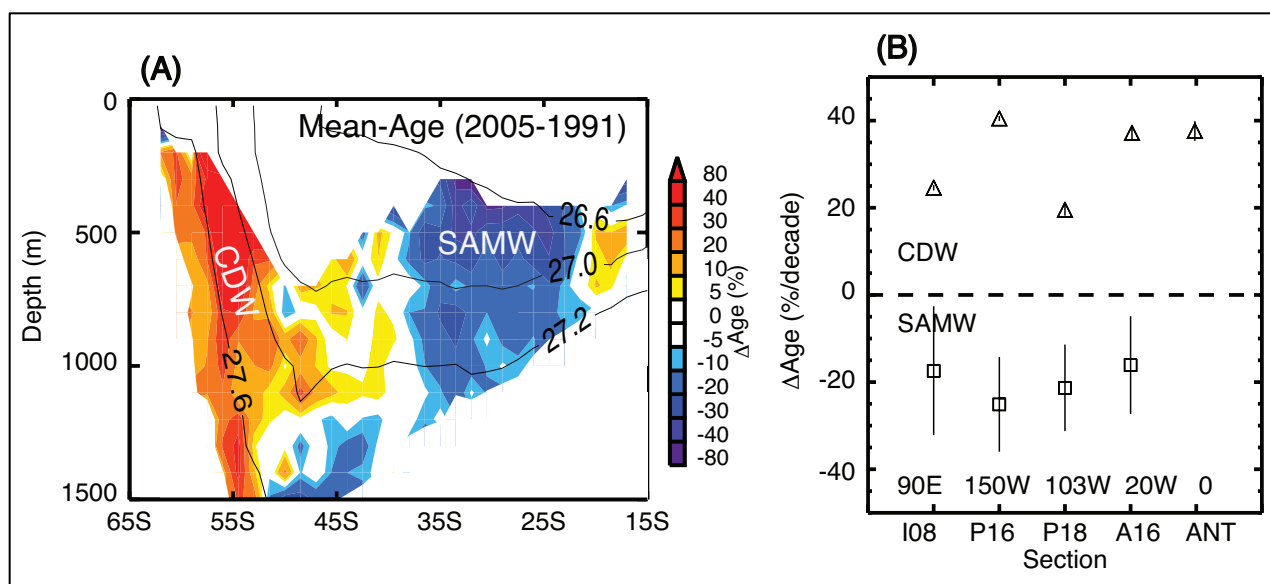 (A)
Mean-Age (2005-1991)
0
500
1000
1500
Depth (m)
65S 55S 45S 35S 25S 15S
CDW
SAMW
26.6
27.0
27.2
27.6
80
40
30
20
10
5
0
-5
-10
-20
-30
-40
-80
ΔAge (%)
(B)
40
20
0
-20
-40
ΔAge (%/decade)
CDW
SAMW
90E 150W 103W 20W 0
I08 P16 P18 A16 ANT
Section